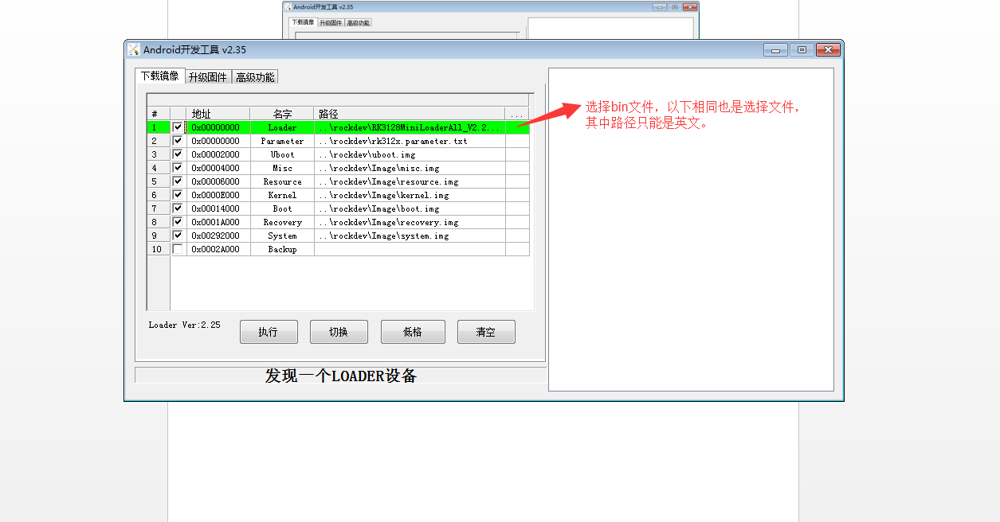 Android开发工具 v2.35
下载镜像 升级固件 高级功能
Android开发工具 v2.35
下载镜像 升级固件 高级功能
# 地址 名字 路径 ...
1 0x00000000 Loader ..\rockdev\RK3128MiniLoaderAll_V2.2...
2 0x00000000 Parameter ..\rockdev\rk312x.parameter.txt
3 0x00002000 Uboot ..\rockdev\uboot.img
4 0x00004000 Misc ..\rockdev\Image\misc.img
5 0x00006000 Resource ..\rockdev\Image\resource.img
6 0x0000E000 Kernel ..\rockdev\Image\kernel.img
7 0x00014000 Boot ..\rockdev\Image\boot.img
8 0x0001A000 Recovery ..\rockdev\Image\recovery.img
9 0x00292000 System ..\rockdev\Image\system.img
10 0x0002A000 Backup
选择bin文件，以下相同也是选择文件，
其中路径只能是英文。
Loader Ver:2.25
执行 切换 低格 清空
发现一个LOADER设备